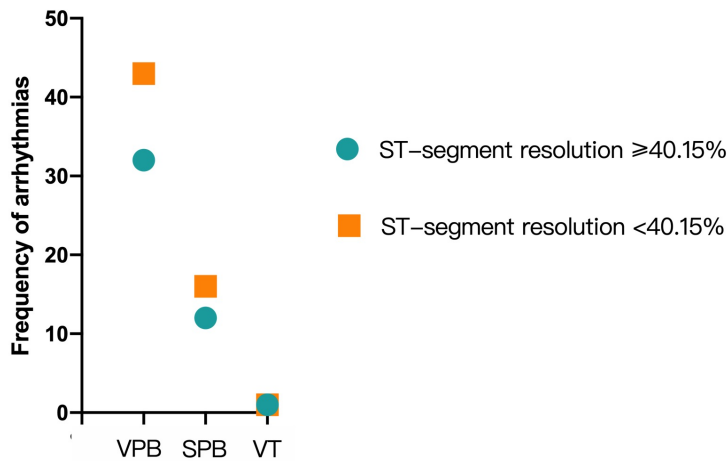 50
40
30
20
10
0
Frequency of arrhythmias
VPB SPB VT
ST–segment resolution ≥40.15%
ST–segment resolution <40.15%